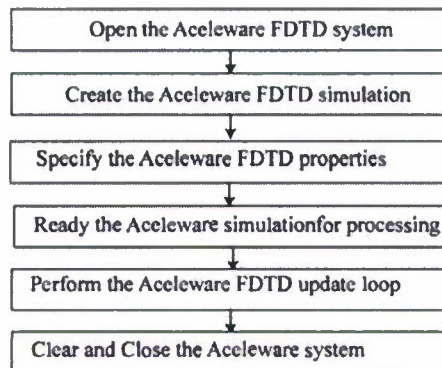 Open the Aceleware FDTD system
Create the Aceleware FDTD simulation
Specify the Aceleware FDTD properties
Ready the Aceleware simulationfor processing
Perform the Aceleware FDTD update loop
Clear and Close the Aceleware system